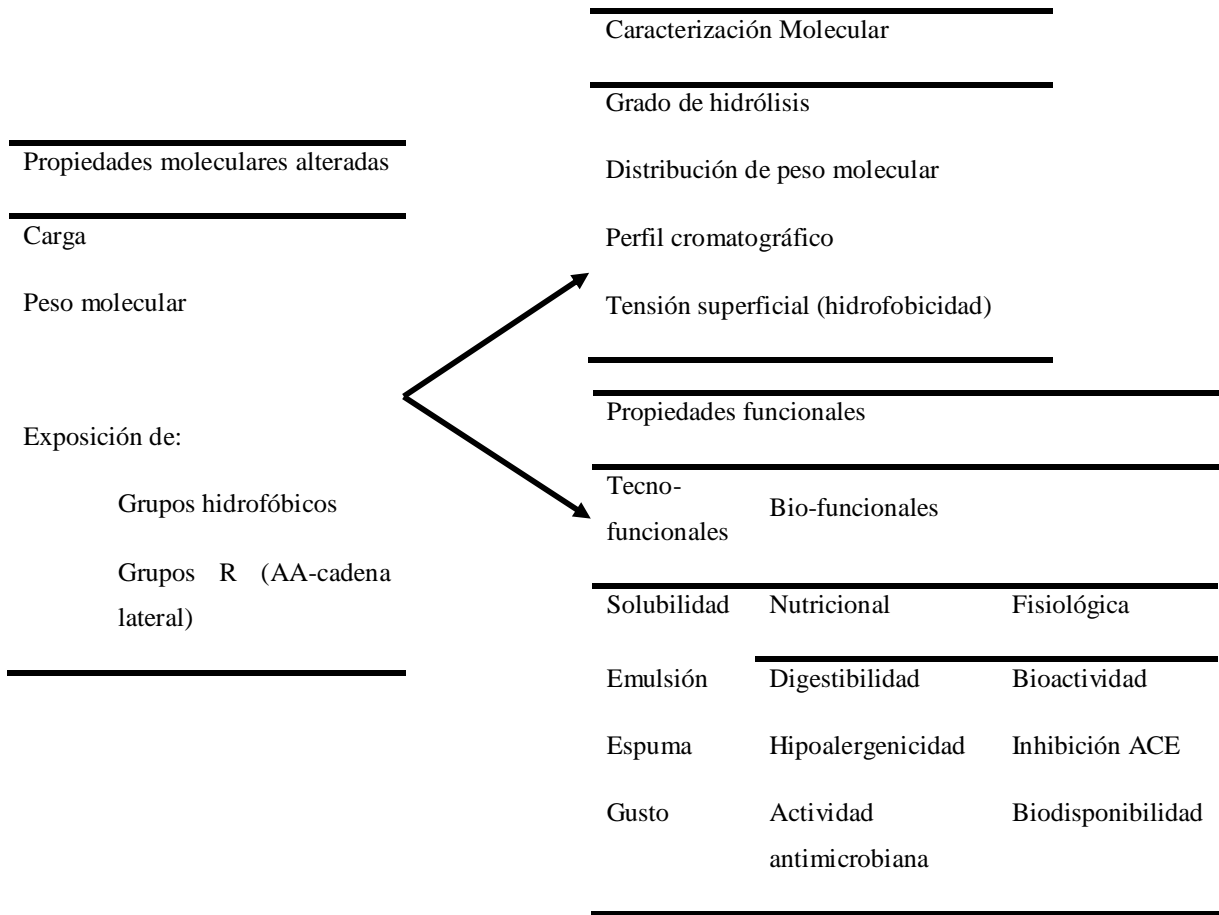 Propiedades moleculares alteradas
Carga
Peso molecular
Exposición de:
Grupos hidrofóbicos
Grupos R (AA-cadena
lateral)
Caracterización Molecular
Grado de hidrólisis
Distribución de peso molecular
Perfil cromatográfico
Tensión superficial (hidrofobicidad)
Propiedades funcionales
Tecno-
funcionales
Bio-funcionales
Solubilidad Nutricional Fisiológica
Emulsión Digestibilidad Bioactividad
Espuma Hipoalergenicidad Inhibición ACE
Gusto Actividad Biodisponibilidad
antimicrobiana